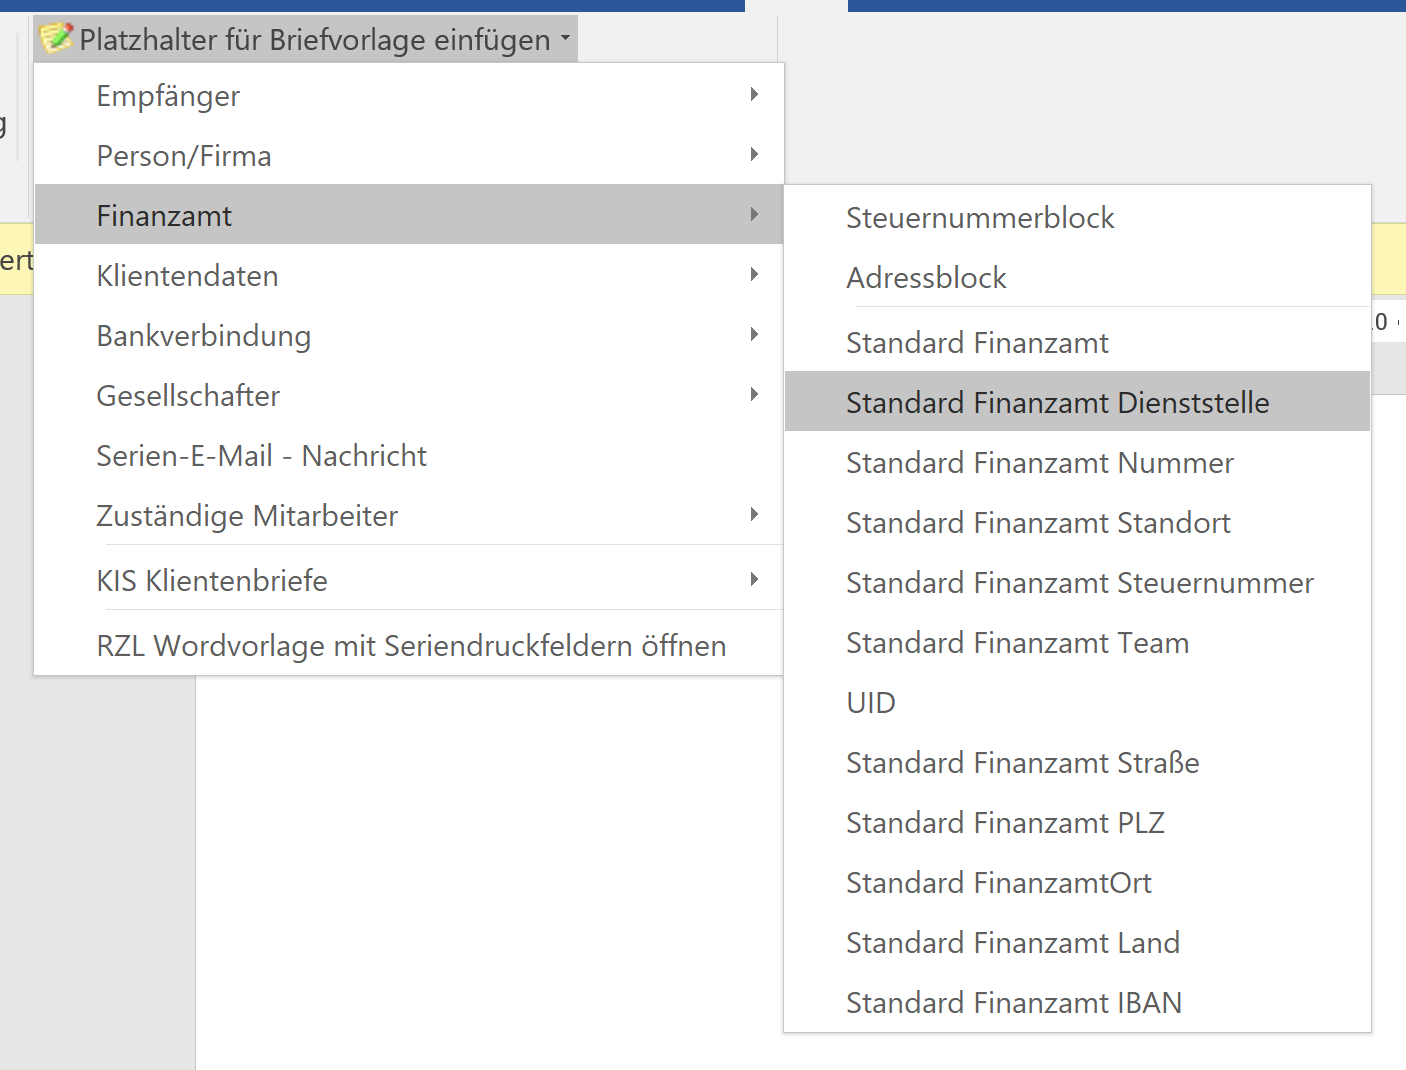 Platzhalter für Briefvorlage einfügen
Empfänger
Person/Firma
Finanzamt
Klientendaten
Bankverbindung
Gesellschafter
Serien-E-Mail - Nachricht
Zuständige Mitarbeiter
KIS Klientenbriefe
RZL Wordvorlage mit Seriendruckfeldern öffnen
Steuernummerblock
Adressblock
Standard Finanzamt
Standard Finanzamt Dienststelle
Standard Finanzamt Nummer
Standard Finanzamt Standort
Standard Finanzamt Steuernummer
Standard Finanzamt Team
UID
Standard Finanzamt Straße
Standard Finanzamt PLZ
Standard FinanzamtOrt
Standard Finanzamt Land
Standard Finanzamt IBAN